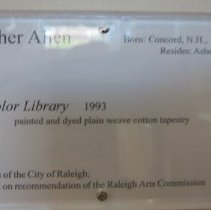 her Allen Born: Concord, N.H.,
Resides: Ashe
olor Library 1993
painted and dyed plain weave cotton tapestry
n of the City of Raleigh,
on recommendation of the Raleigh Arts Commission